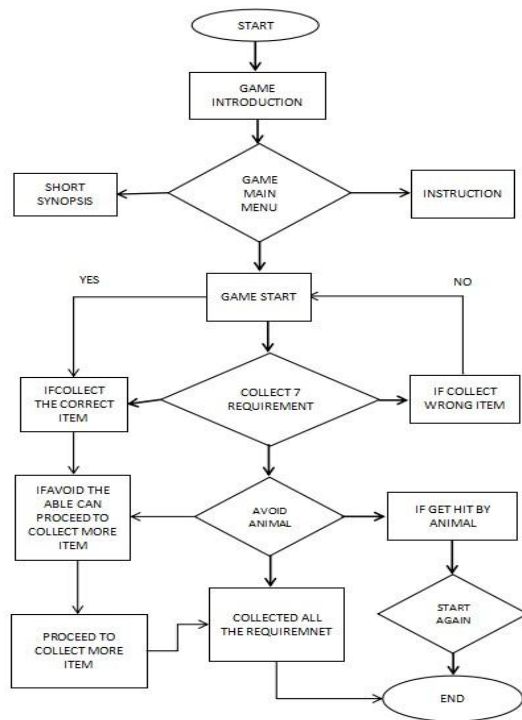 START
GAME
INTRODUCTION
SHORT
SYNOPSIS
GAME
MAIN
MENU
INSTRUCTION
YES
GAME START
NO
IFCOLLECT
THE CORRECT
ITEM
COLLECT 7
REQUIREMENT
IF COLLECT
WRONG ITEM
IFAVOID THE
ABLE CAN
PROCEED TO
COLLECT MORE
ITEM
AVOID
ANIMAL
IF GET HIT BY
ANIMAL
PROCEED TO
COLLECT MORE
ITEM
COLLECTED ALL
THE REQUIREMNET
START
AGAIN
END